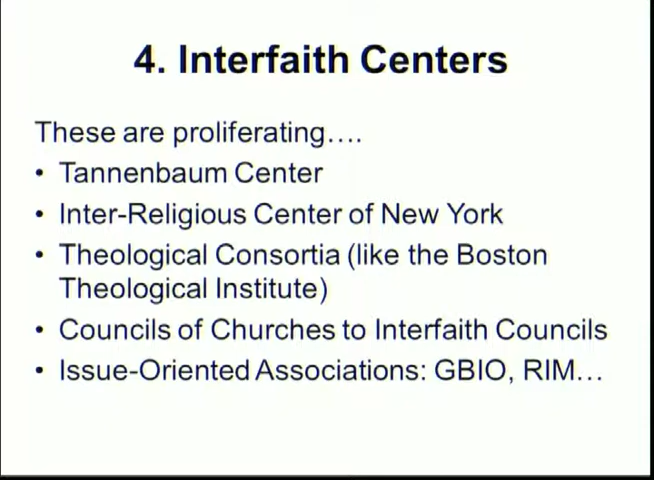 4. Interfaith Centers
These are proliferating….
• Tannenbaum Center
• Inter-Religious Center of New York
• Theological Consortia (like the Boston
Theological Institute)
• Councils of Churches to Interfaith Councils
• Issue-Oriented Associations: GBIO, RIM…